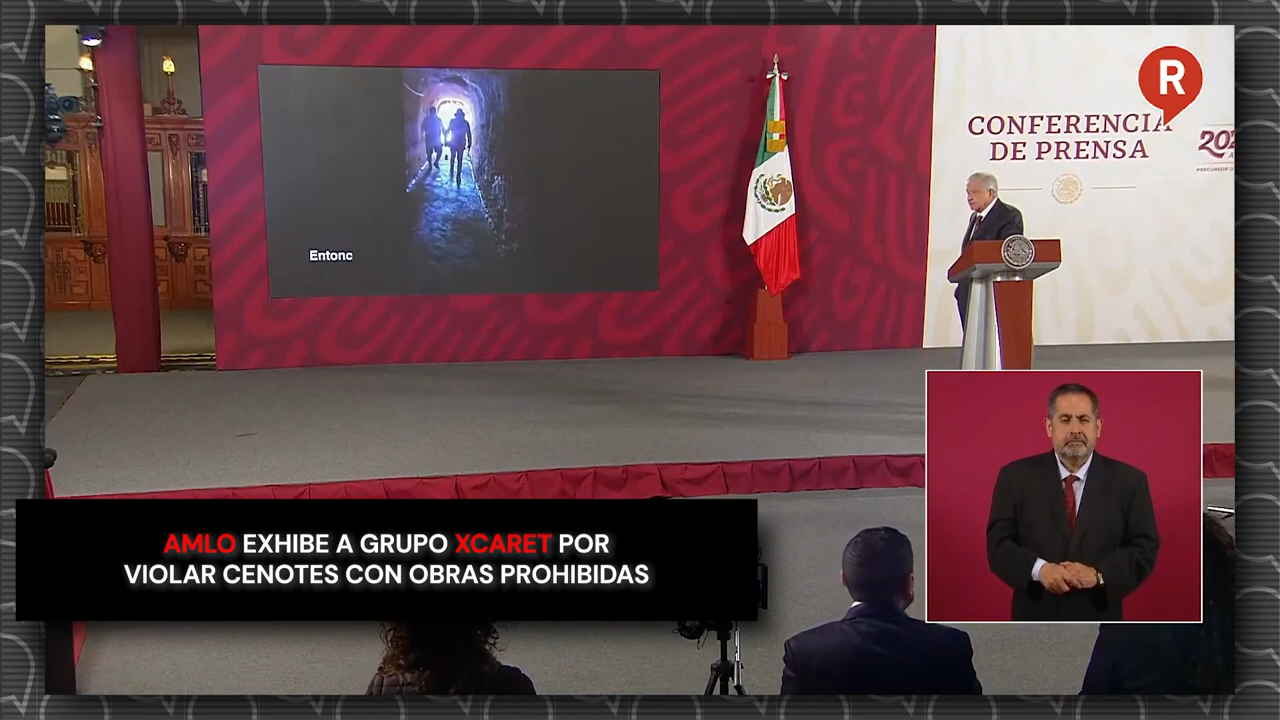 R
CONFERENCIA
DE PRENSA
Entonc
AMLO EXHIBE A GRUPO XCARET POR
VIOLAR CENOTES CON OBRAS PROHIBIDAS